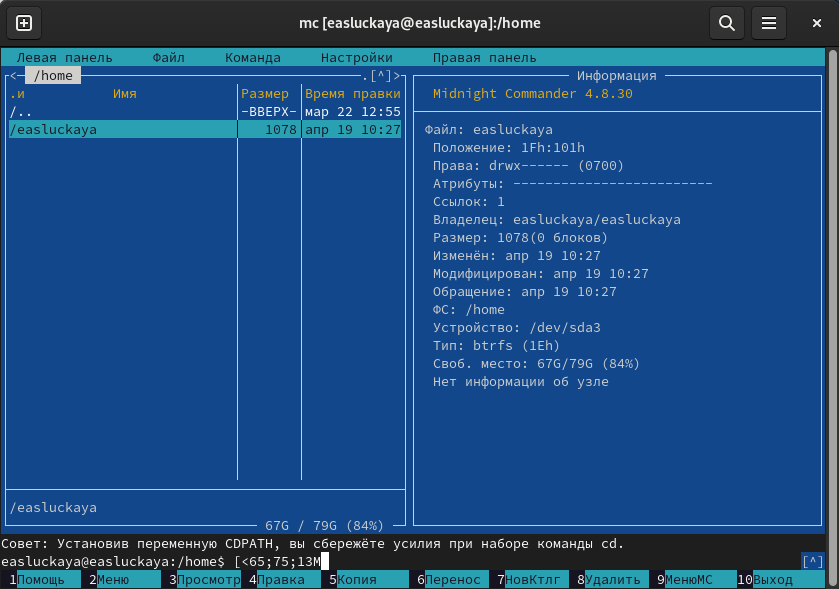 mc [easluckaya@easluckaya]:/home
Левая панель Файл Команда Настройки Правая панель
<- /home .[^]>
.и Имя Размер Время правки
/.. -ВВЕРХ- мар 22 12:55
/easluckaya 1078 апр 19 10:27
/easluckaya
67G / 79G (84%)
Информация
Midnight Commander 4.8.30
Файл: easluckaya
Положение: 1Fh:101h
Права: drwx------ (0700)
Атрибуты: -------------------------
Ссылок: 1
Владелец: easluckaya/easluckaya
Размер: 1078(0 блоков)
Изменён: апр 19 10:27
Модифицирован: апр 19 10:27
Обращение: апр 19 10:27
ФС: /home
Устройство: /dev/sda3
Тип: btrfs (1Eh)
Своб. место: 67G/79G (84%)
Нет информации об узле
Совет: Установив переменную CDPATH, вы сбережёте усилия при наборе команды cd.
easluckaya@easluckaya:/home$ [<65;75;13M [^]
1Помощь 2Меню 3Просмотр 4Правка 5Копия 6Перенос 7НовКтлг 8Удалить 9МенюМС 10Выход